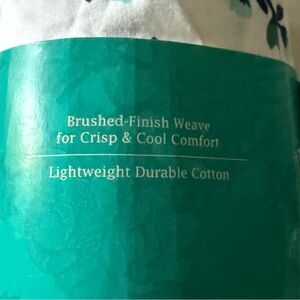 Brushed-Finish Weave
for Crisp & Cool Comfort
Lightweight Durable Cotton